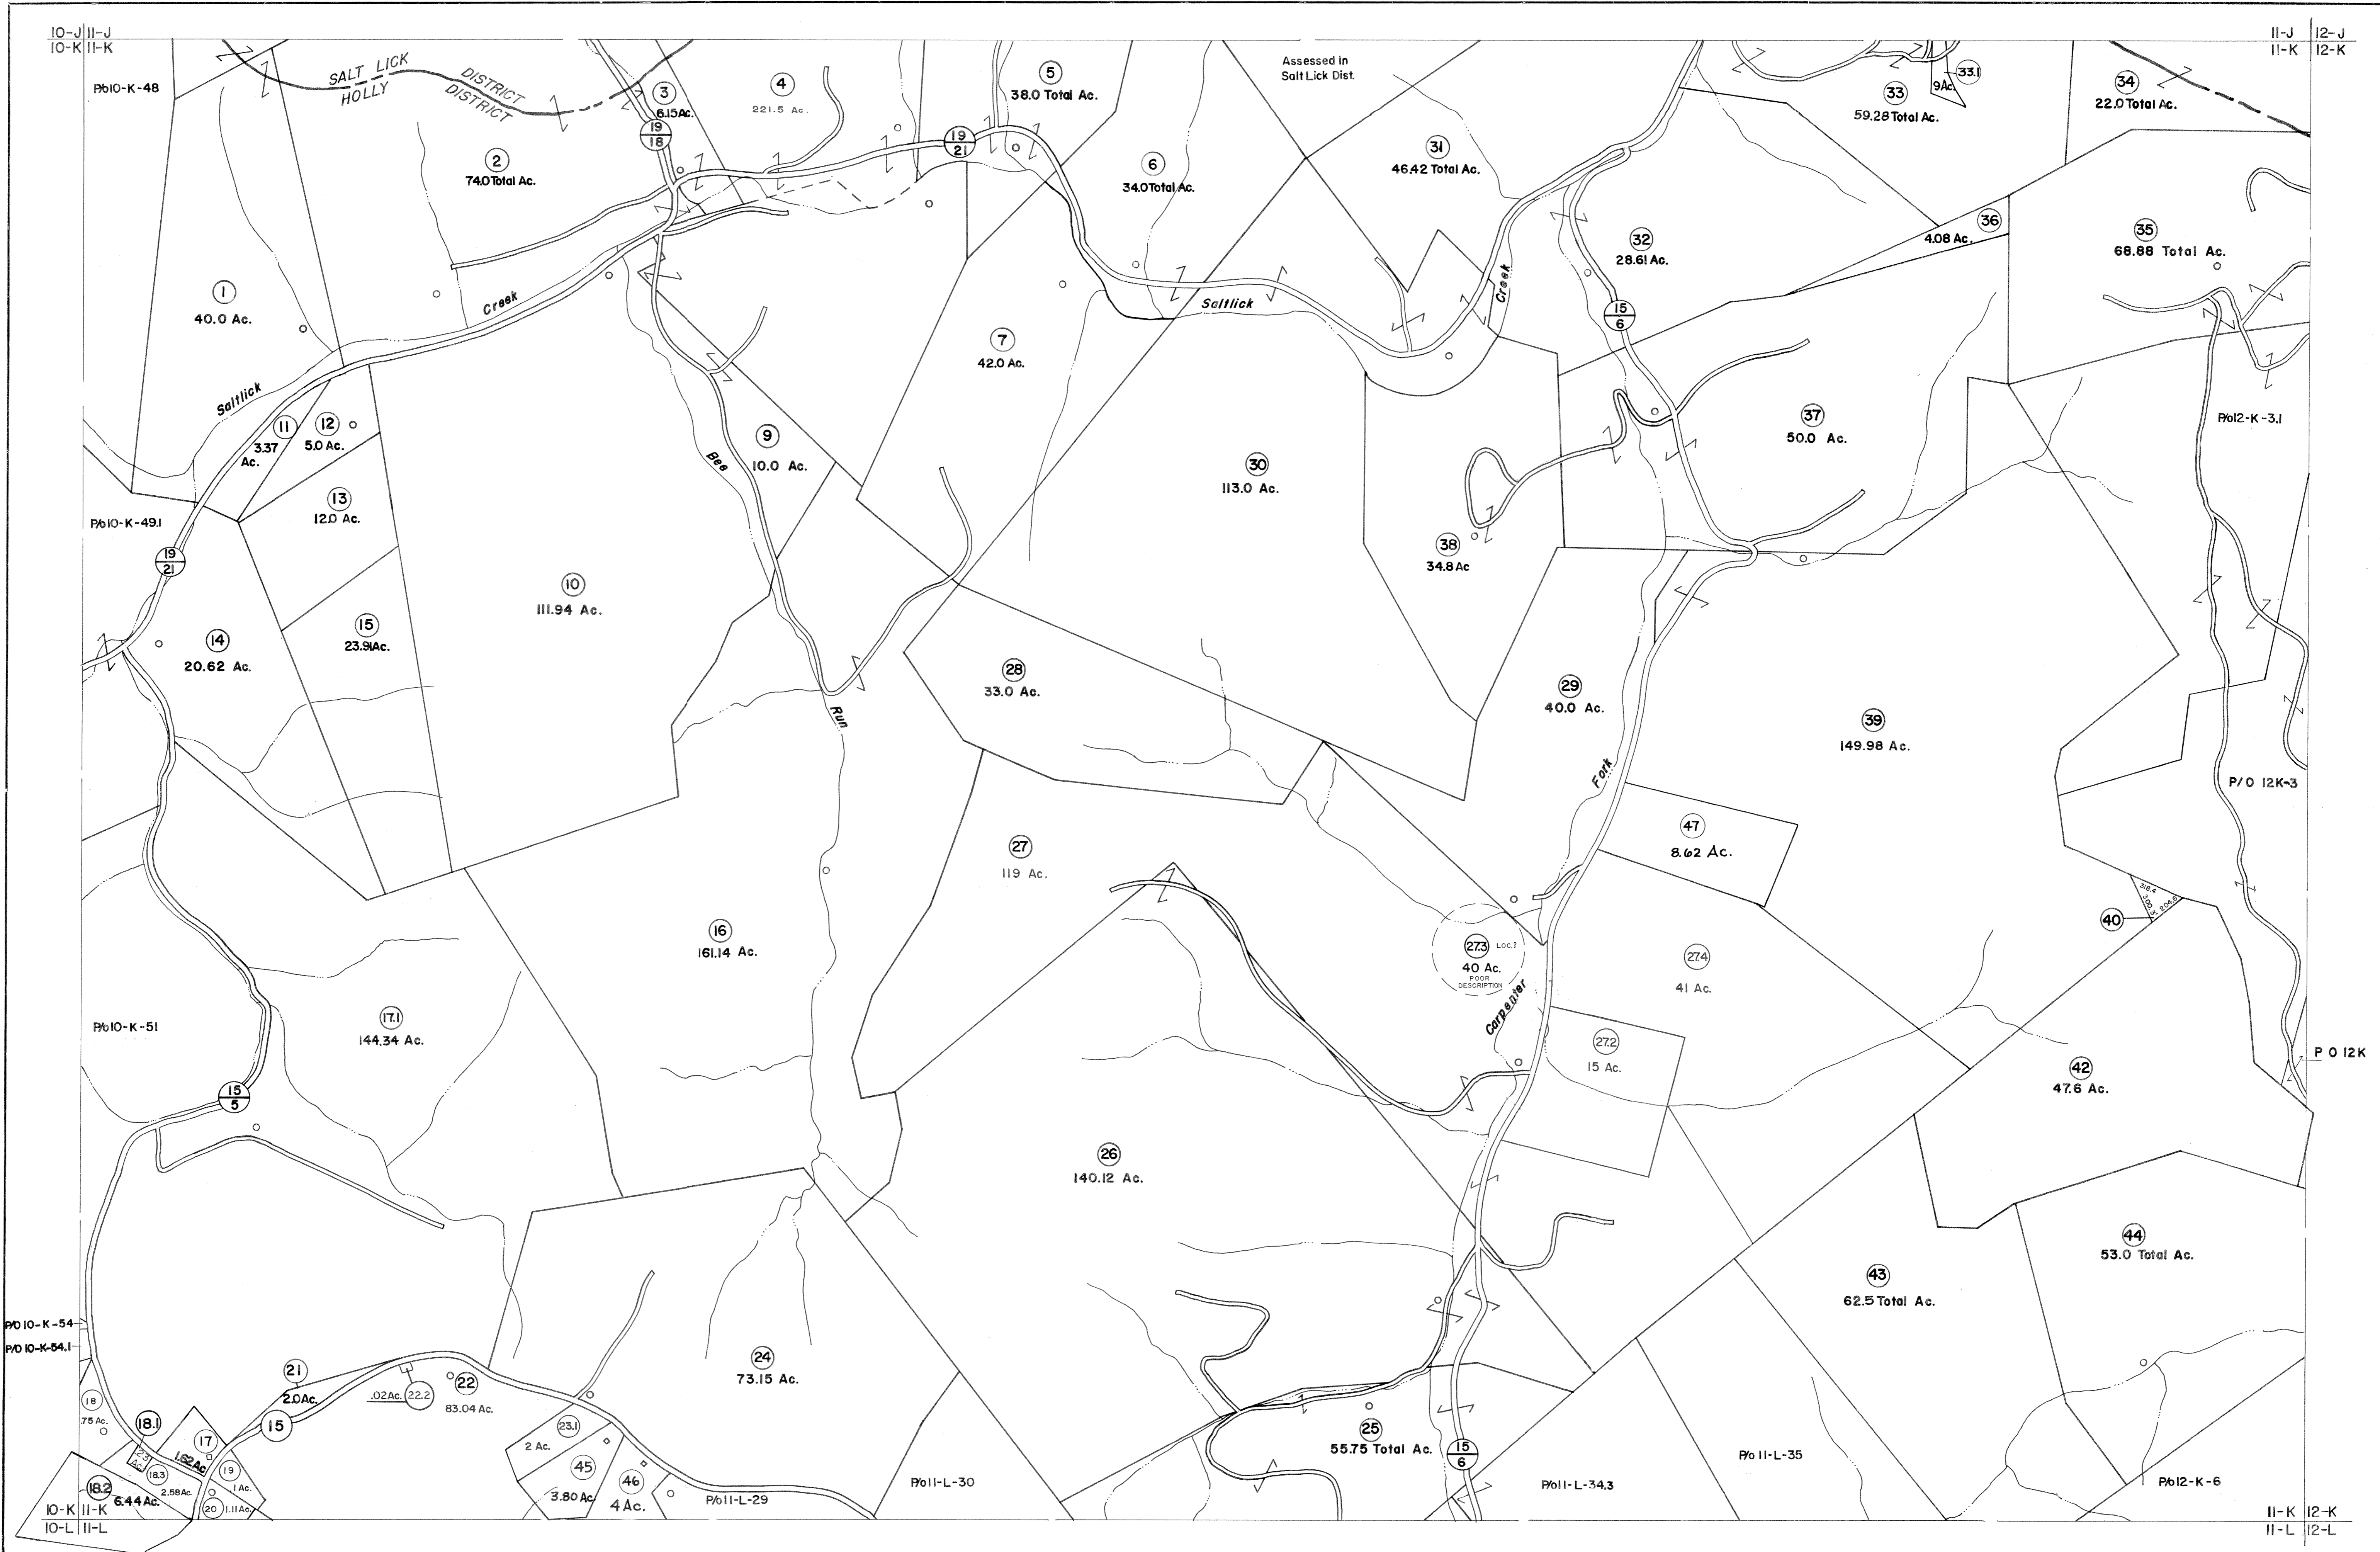 10-J 11-J
10-K 11-K
11-J 12-J
11-K 12-K
P/o 10-K-48
SALT LICK DISTRICT
HOLLY DISTRICT
3
6.15 Ac.
19
18
4
221.5 Ac.
19
21
5
38.0 Total Ac.
Assessed in
Salt Lick Dist.
33
59.28 Total Ac.
33.1
.9Ac.
34
22.0 Total Ac.
2
74.0 Total Ac.
6
34.0 Total Ac.
31
46.42 Total Ac.
32
28.61 Ac.
36
4.08 Ac.
35
68.88 Total Ac.
1
40.0 Ac.
Saltlick
Creek
Saltlick
Creek
15
6
7
42.0 Ac.
11
3.37
Ac.
12
5.0 Ac.
Bee
9
10.0 Ac.
30
113.0 Ac.
37
50.0 Ac.
P/o 12-K-3.1
P/o 10-K-49.1
13
12.0 Ac.
19
21
38
34.8 Ac
10
111.94 Ac.
14
20.62 Ac.
15
23.91 Ac.
28
33.0 Ac.
29
40.0 Ac.
39
149.98 Ac.
Run
Fork
P/O 12K-3
47
8.62 Ac.
27
119 Ac.
16
161.14 Ac.
27.3 LOC.?
40 Ac.
POOR
DESCRIPTION
27.4
41 Ac.
40
318.4
300.3
204.6
Carpenter
P/o 10-K-51
17.1
144.34 Ac.
27.2
15 Ac.
42
47.6 Ac.
P O 12K
15
5
26
140.12 Ac.
44
53.0 Total Ac.
43
62.5 Total Ac.
P/O 10-K-54
P/O 10-K-54.1
21
2.0 Ac.
.02Ac.
22.2
22
83.04 Ac.
24
73.15 Ac.
18
.75 Ac.
18.1
17
1.62 Ac
15
23.1
2 Ac.
25
55.75 Total Ac.
15
6
18.2
6.44 Ac.
18.3
2.58Ac.
19
1 Ac.
20
1.11Ac.
45
3.80 Ac.
46
4 Ac.
P/o 11-L-29
P/o 11-L-30
P/o 11-L-34.3
P/o 11-L-35
P/o 12-K-6
10-K 11-K
10-L 11-L
11-K 12-K
11-L 12-L